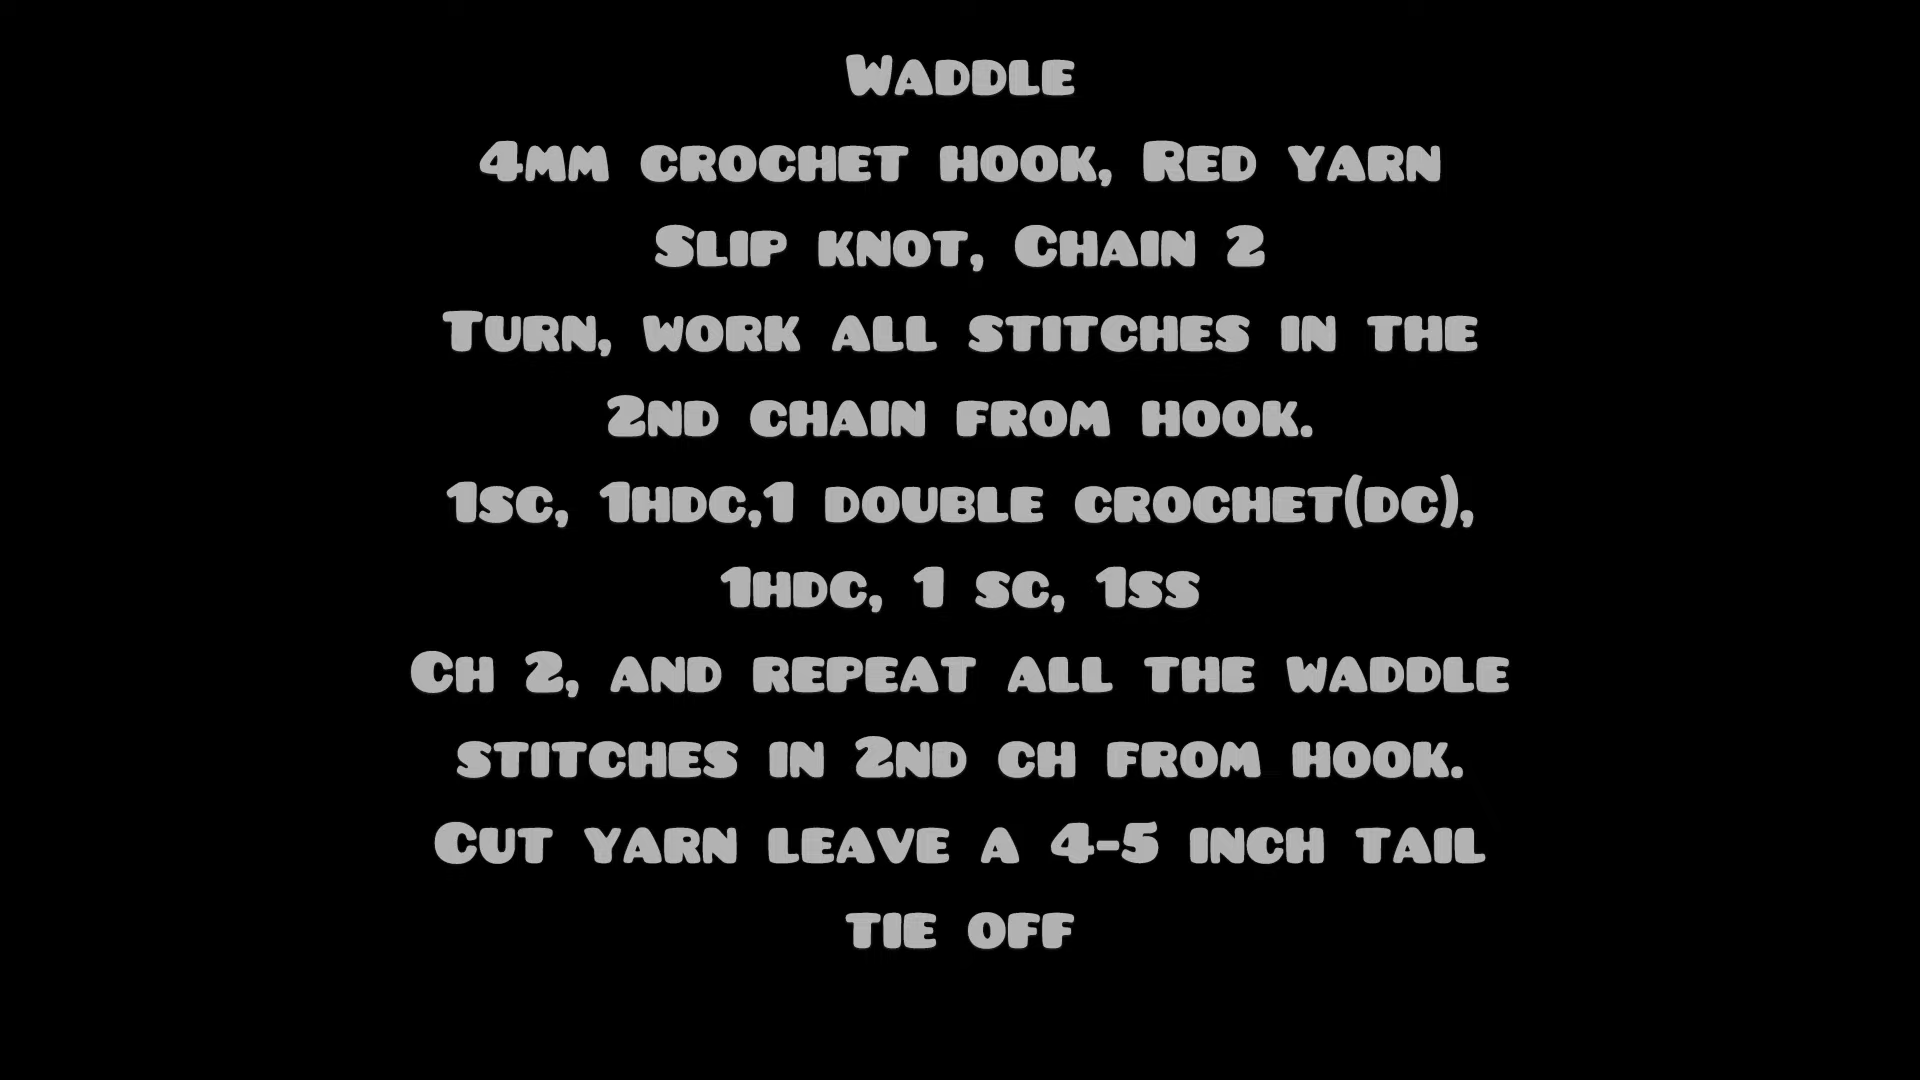 Waddle
4mm crochet hook, Red yarn
Slip knot, Chain 2
Turn, work all stitches in the
2nd chain from hook.
1sc, 1hdc,1 double crochet(dc),
1hdc, 1 sc, 1ss
Ch 2, and repeat all the waddle
stitches in 2nd ch from hook.
Cut yarn leave a 4-5 inch tail
tie off